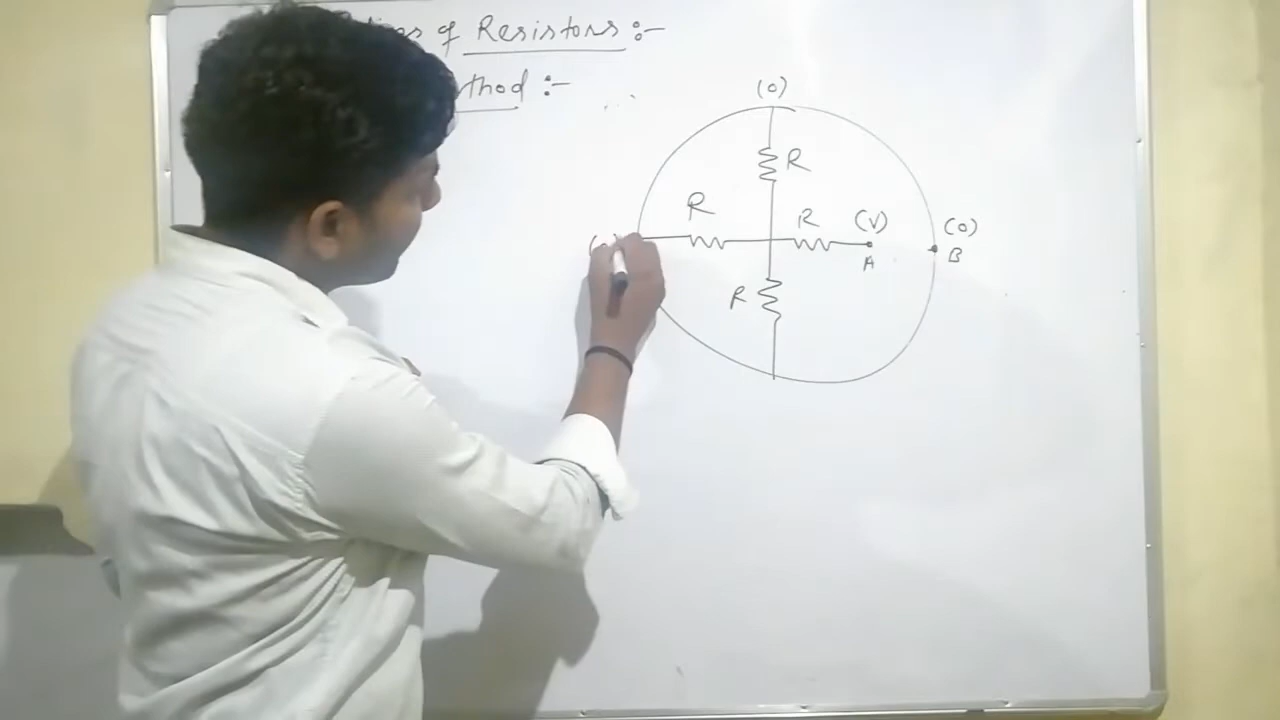 of Resistors :-
thod :-
(0)
R
R
R
(V)
(0)
A
B
R